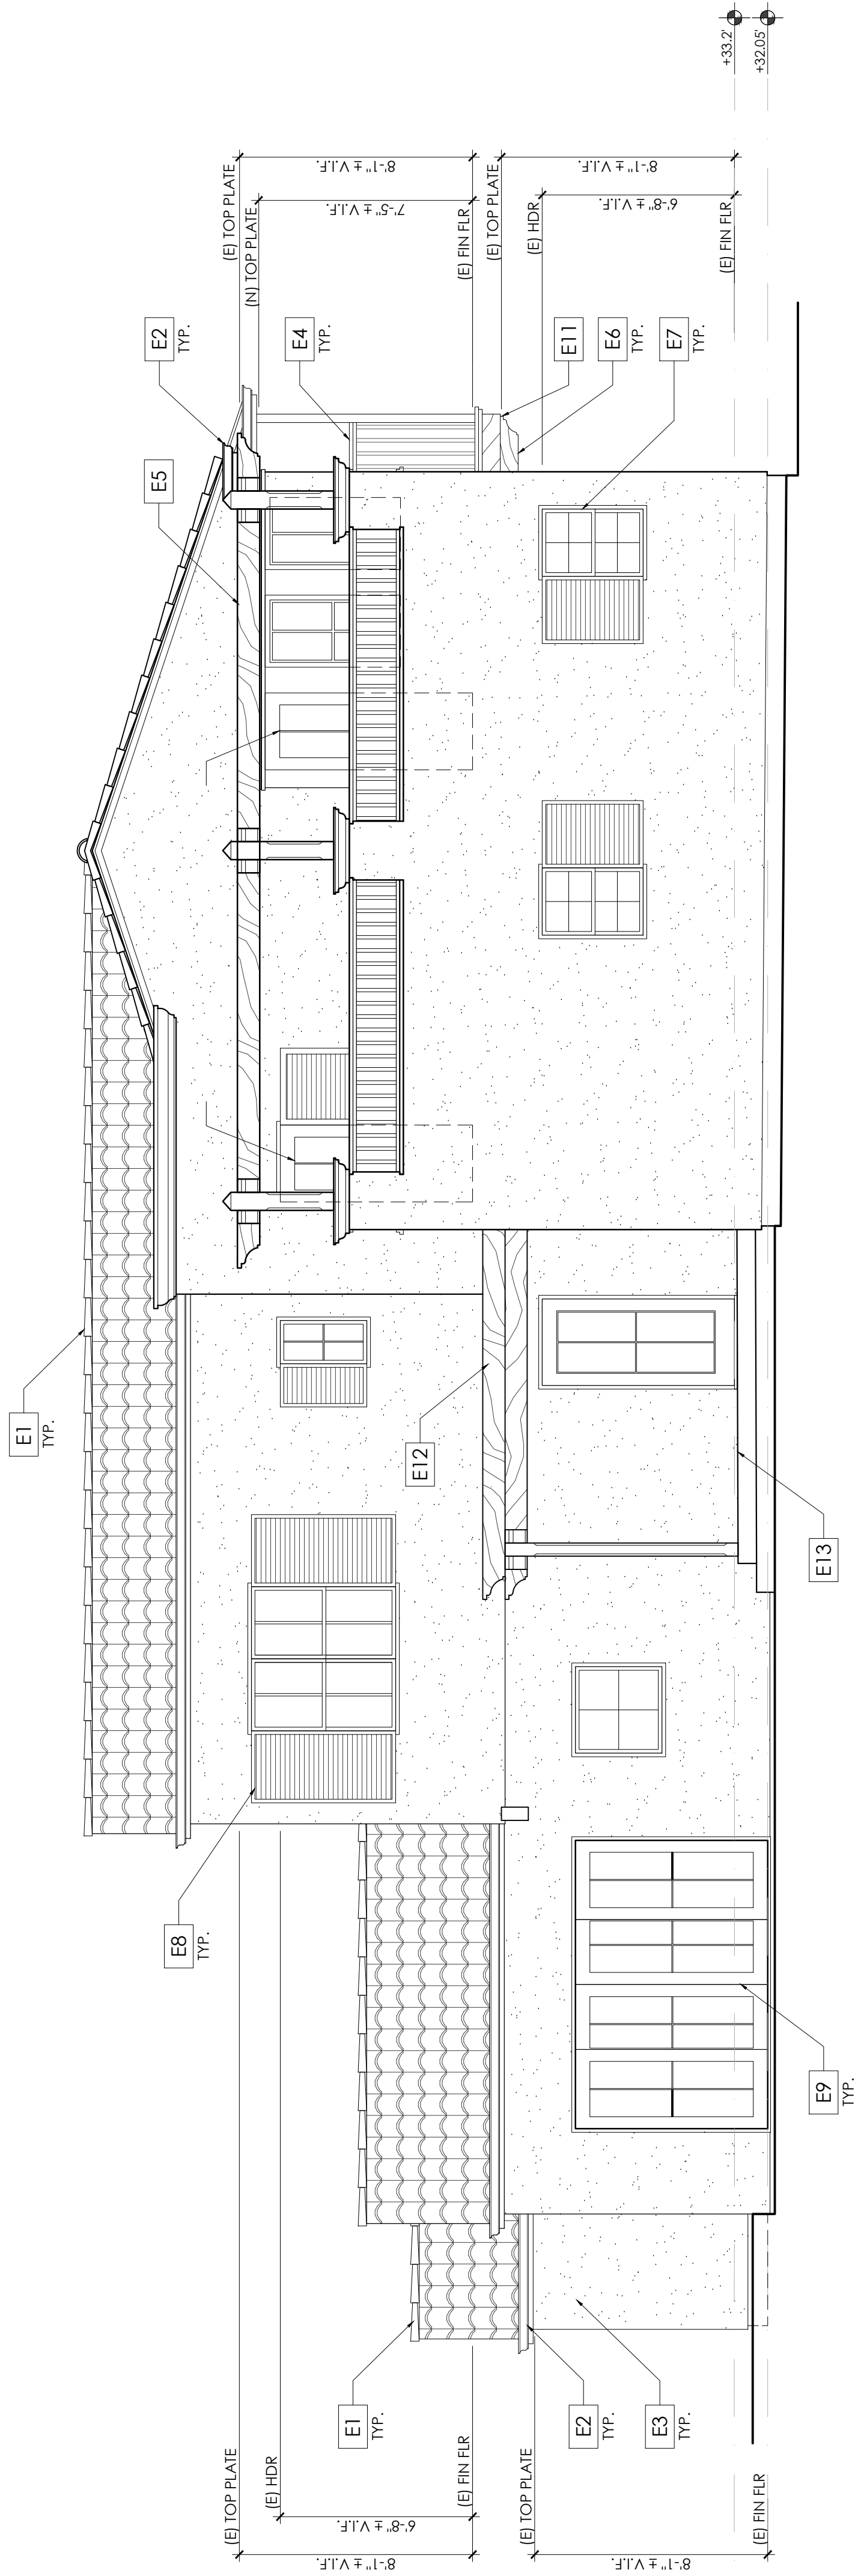 E1
TYP.
E8
TYP.
E12
E5
E2
TYP.
E4
TYP.
E11
E6
TYP.
E7
TYP.
E13
E9
TYP.
E1
TYP.
E2
TYP.
E3
TYP.
(E) TOP PLATE
(E) HDR
6'-8" ± V.I.F.
8'-1" ± V.I.F.
(E) FIN FLR
(E) TOP PLATE
8'-1" ± V.I.F.
(E) FIN FLR
(E) TOP PLATE
(N) TOP PLATE
8'-1" ± V.I.F.
7'-5" ± V.I.F.
(E) FIN FLR
(E) TOP PLATE
(E) HDR
8'-1" ± V.I.F.
6'-8" ± V.I.F.
(E) FIN FLR
+33.2'
+32.05'